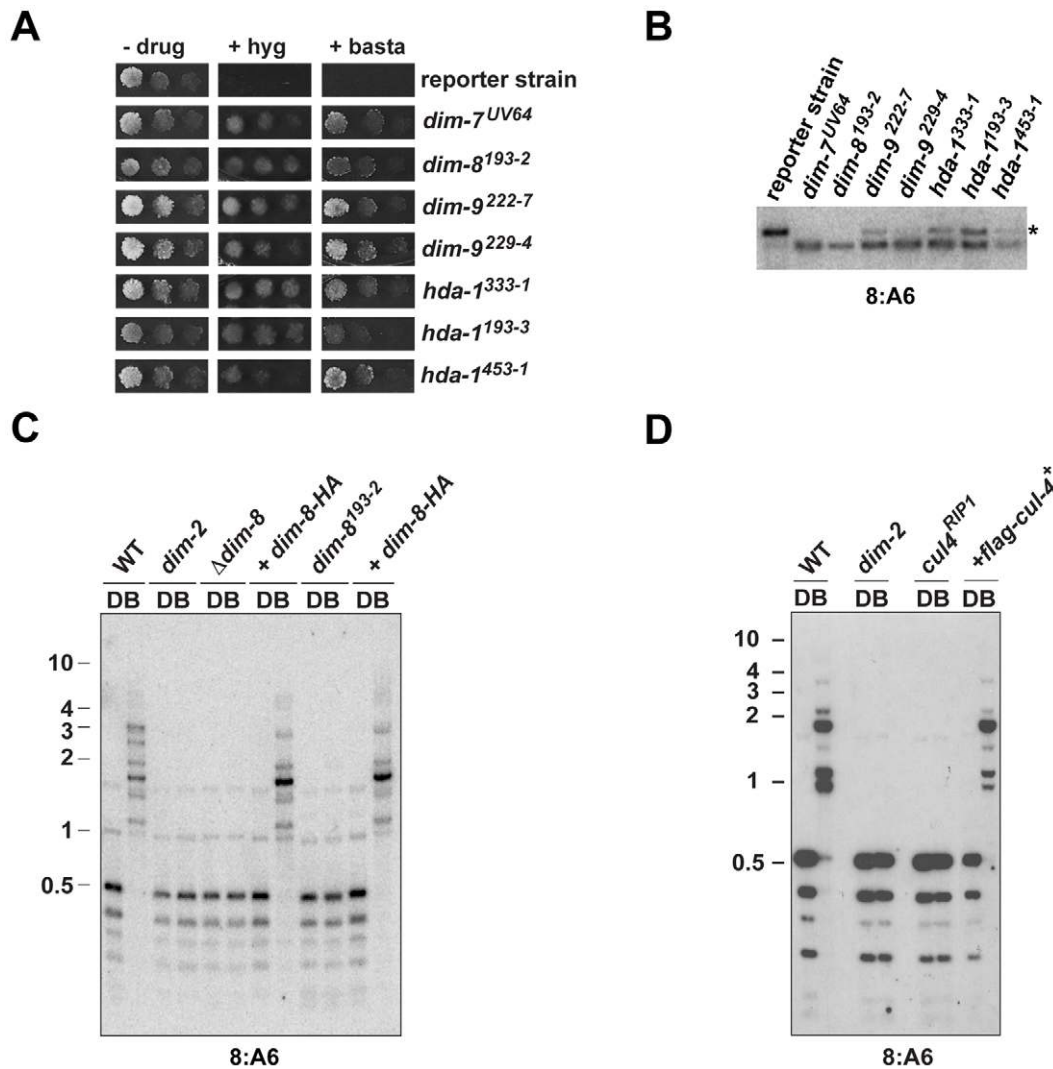 A
- drug + hyg + basta
reporter strain
dim-7UV64
dim-8193-2
dim-9222-7
dim-9229-4
hda-1333-1
hda-1193-3
hda-1453-1
B
reporter strain
dim-7UV64
dim-8193-2
dim-9222-7
dim-9229-4
hda-1333-1
hda-1193-3
hda-1453-1
*
8:A6
C
WT
dim-2
Δdim-8
+ dim-8-HA
dim-8193-2
+ dim-8-HA
DB DB DB DB DB DB
10
4
3
2
1
0.5
8:A6
D
WT
dim-2
cul4RIP1
+flag-cul-4+
DB DB DB DB
10
4
3
2
1
0.5
8:A6